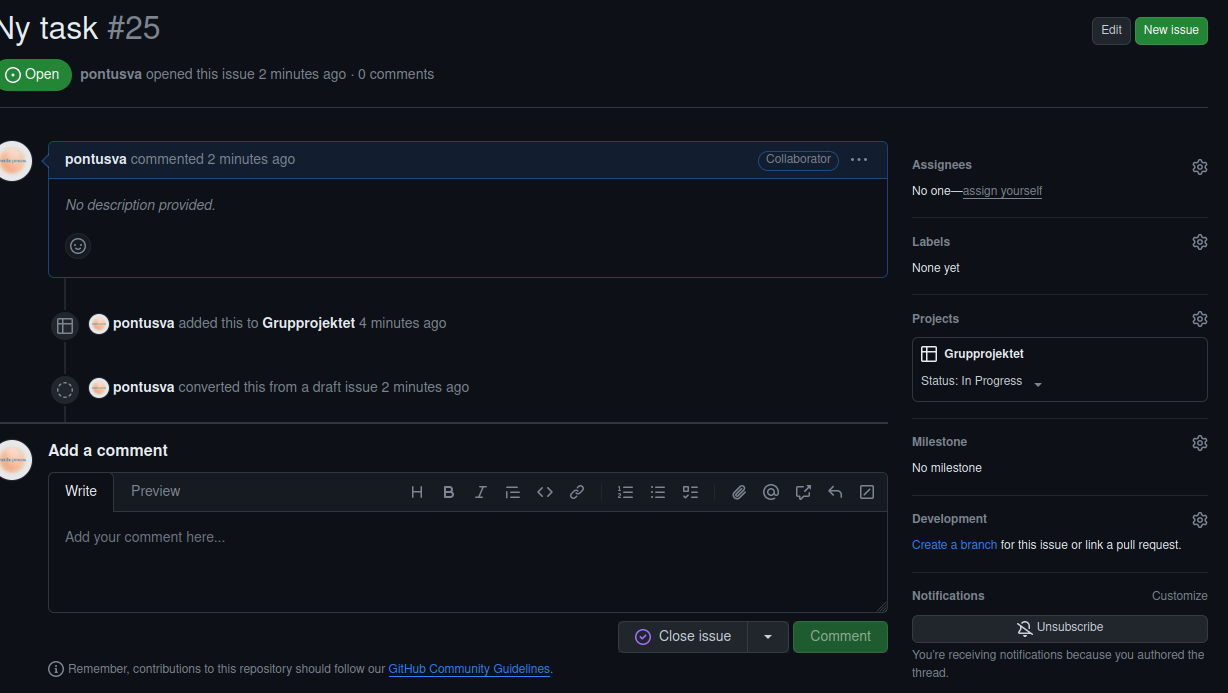 Ny task #25
Edit
New issue
Open
pontusva opened this issue 2 minutes ago · 0 comments
pontusva commented 2 minutes ago
Collaborator
No description provided.
pontusva added this to Grupprojektet 4 minutes ago
pontusva converted this from a draft issue 2 minutes ago
Add a comment
Write
Preview
Add your comment here...
Close issue
Comment
Remember, contributions to this repository should follow our GitHub Community Guidelines.
Assignees
No one—assign yourself
Labels
None yet
Projects
Grupprojektet
Status: In Progress
Milestone
No milestone
Development
Create a branch for this issue or link a pull request.
Notifications
Customize
Unsubscribe
You're receiving notifications because you authored the
thread.